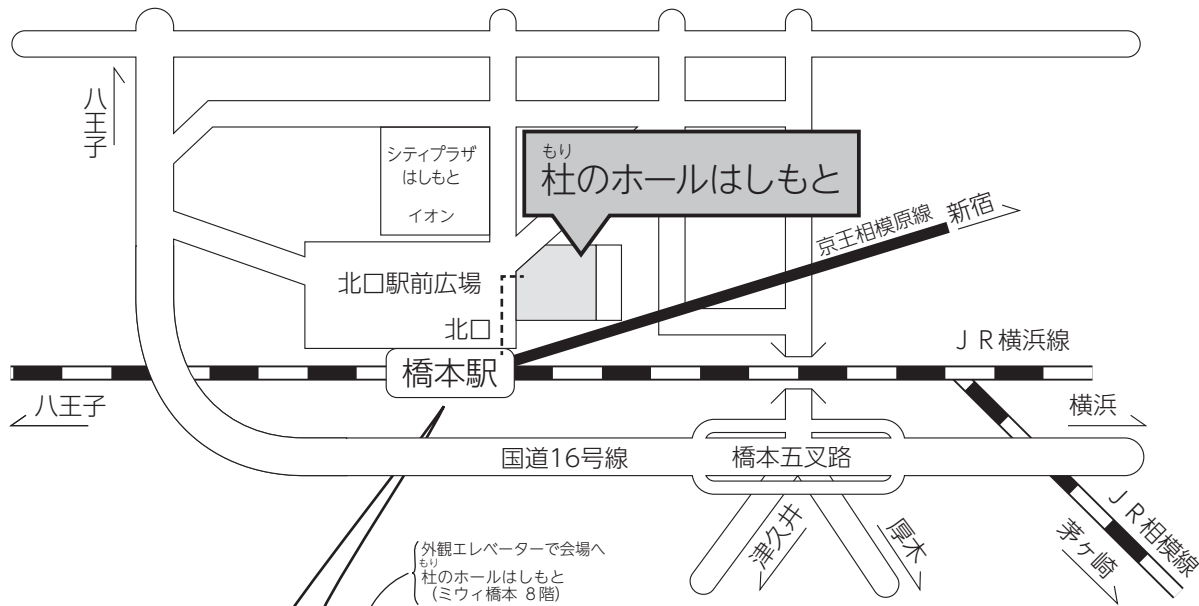 八王子
シティプラザ
はしもと
イオン
もり
杜のホールはしもと
京王相模原線
新宿
北口駅前広場
北口
橋本駅
ＪＲ横浜線
八王子
横浜
国道16号線
橋本五叉路
津久井
厚木
茅ヶ崎
ＪＲ相模線
外観エレベーターで会場へ
もり
杜のホールはしもと
(ミウィ橋本 8階)